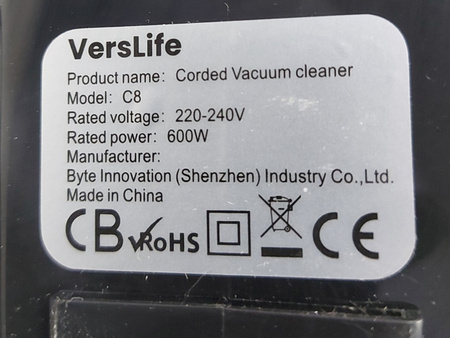 VersLife
Product name: Corded Vacuum cleaner
Model: C8
Rated voltage: 220-240V
Rated power: 600W
Manufacturer:
Byte Innovation (Shenzhen) Industry Co.,Ltd.
Made in China
CB RoHS CE